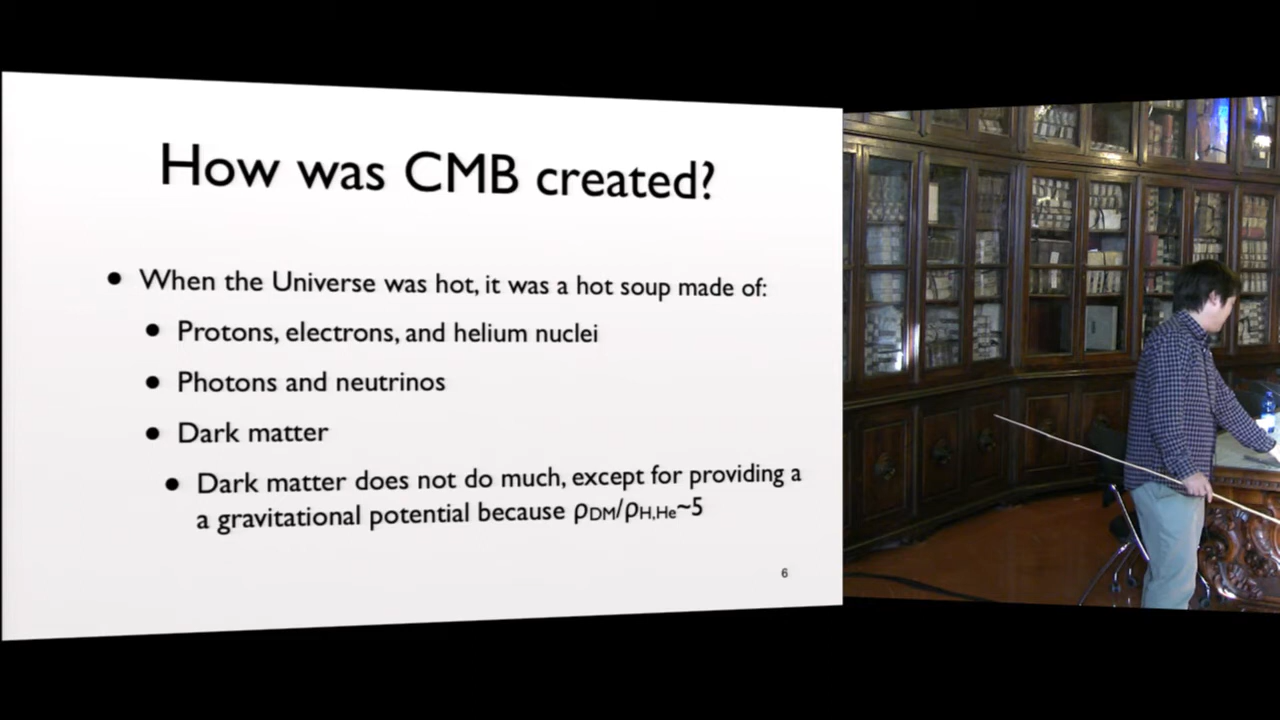 How was CMB created?
● When the Universe was hot, it was a hot soup made of:
● Protons, electrons, and helium nuclei
● Photons and neutrinos
● Dark matter
● Dark matter does not do much, except for providing a
a gravitational potential because ρDM/ρH,He~5
6